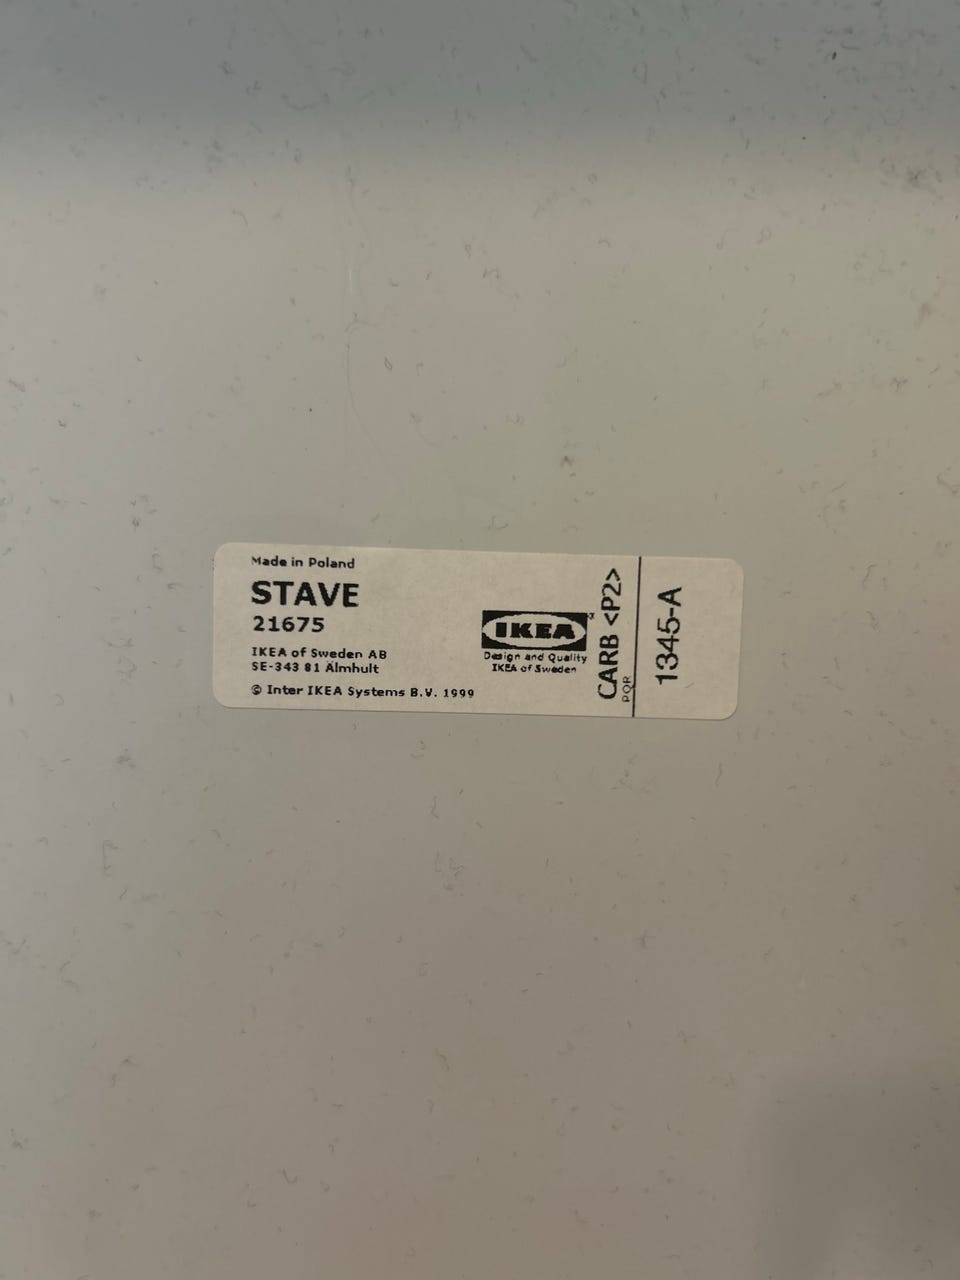 Made in Poland
STAVE
21675
IKEA of Sweden AB
SE-343 81 Älmhult
© Inter IKEA Systems B.V. 1999
IKEA
Design and Quality
IKEA of Sweden
CARB <P2>
PQR
1345-A